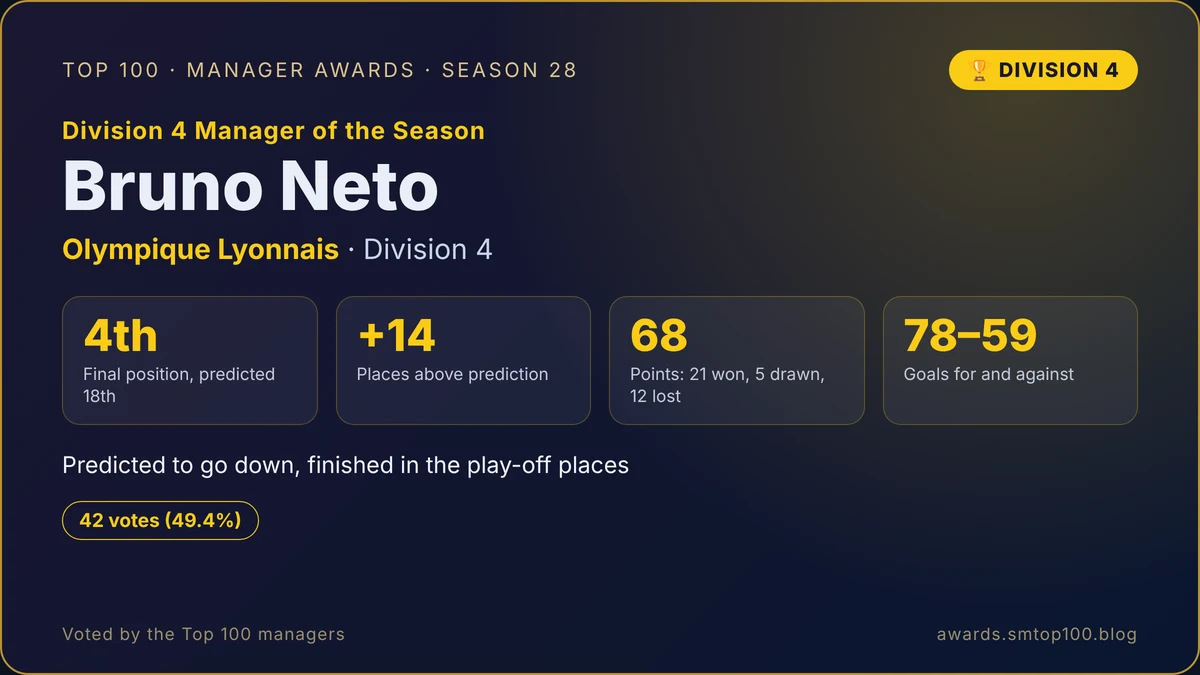 TOP 100 · MANAGER AWARDS · SEASON 28
🏆 DIVISION 4
Division 4 Manager of the Season
Bruno Neto
Olympique Lyonnais · Division 4
4th
Final position, predicted
18th
+14
Places above prediction
68
Points: 21 won, 5 drawn,
12 lost
78–59
Goals for and against
Predicted to go down, finished in the play-off places
42 votes (49.4%)
Voted by the Top 100 managers
awards.smtop100.blog